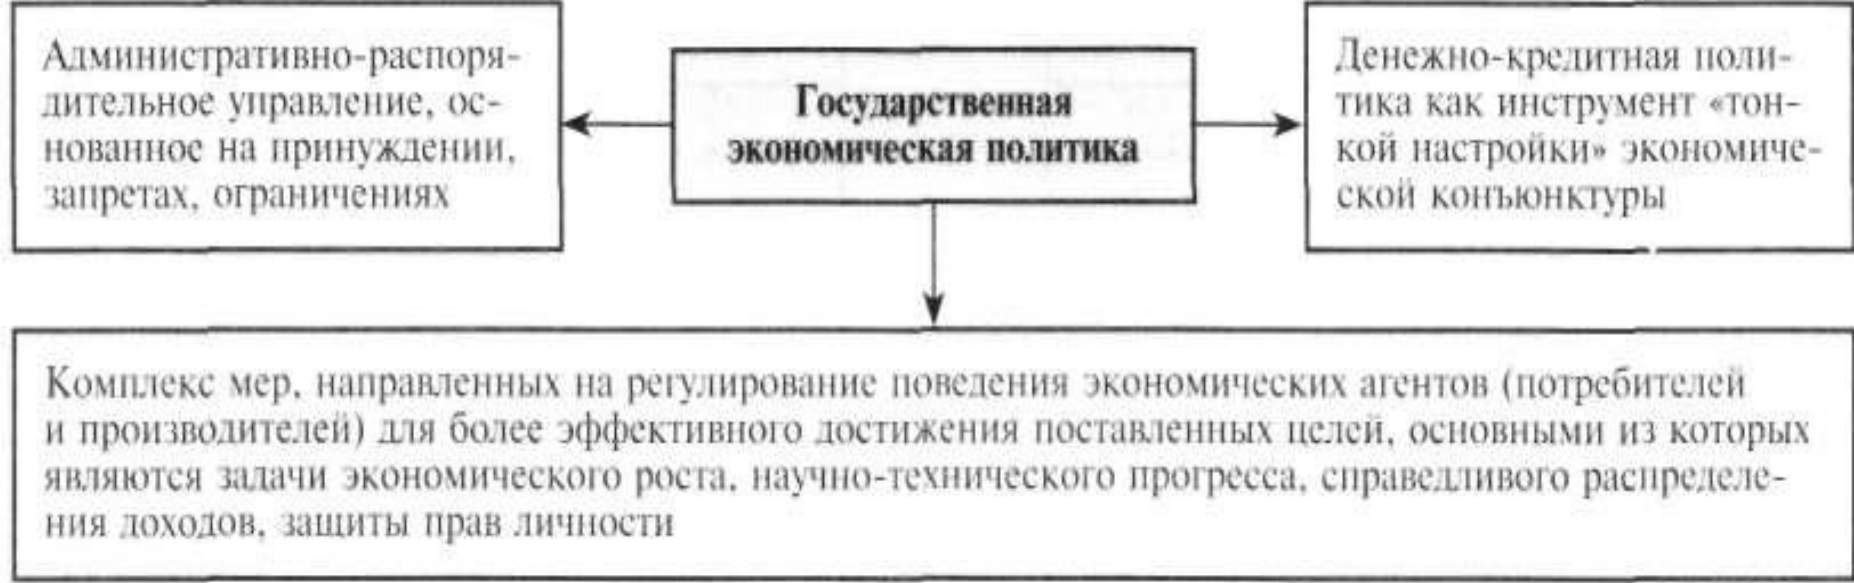 Административно-распоря-
дительное управление, ос-
нованное на принуждении,
запретах, ограничениях
Государственная
экономическая политика
Денежно-кредитная поли-
тика как инструмент «тон-
кой настройки» экономиче-
ской конъюнктуры
Комплекс мер, направленных на регулирование поведения экономических агентов (потребителей
и производителей) для более эффективного достижения поставленных целей, основными из которых
являются задачи экономического роста, научно-технического прогресса, справедливого распределе-
ния доходов, защиты прав личности